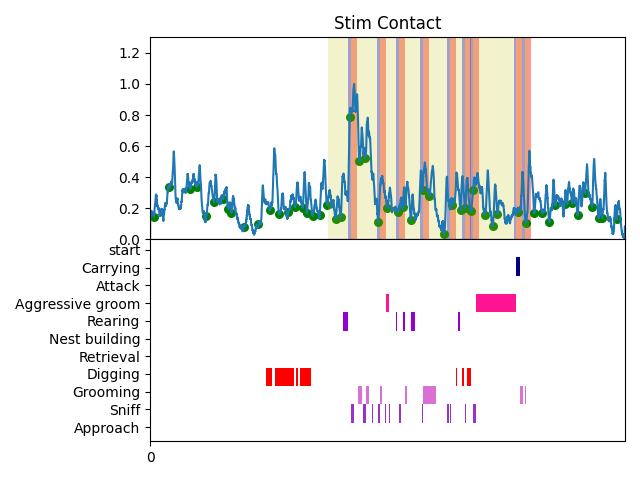 Stim Contact
1.2
1.0
0.8
0.6
0.4
0.2
0.0
start
Carrying
Attack
Aggressive groom
Rearing
Nest building
Retrieval
Digging
Grooming
Sniff
Approach
0